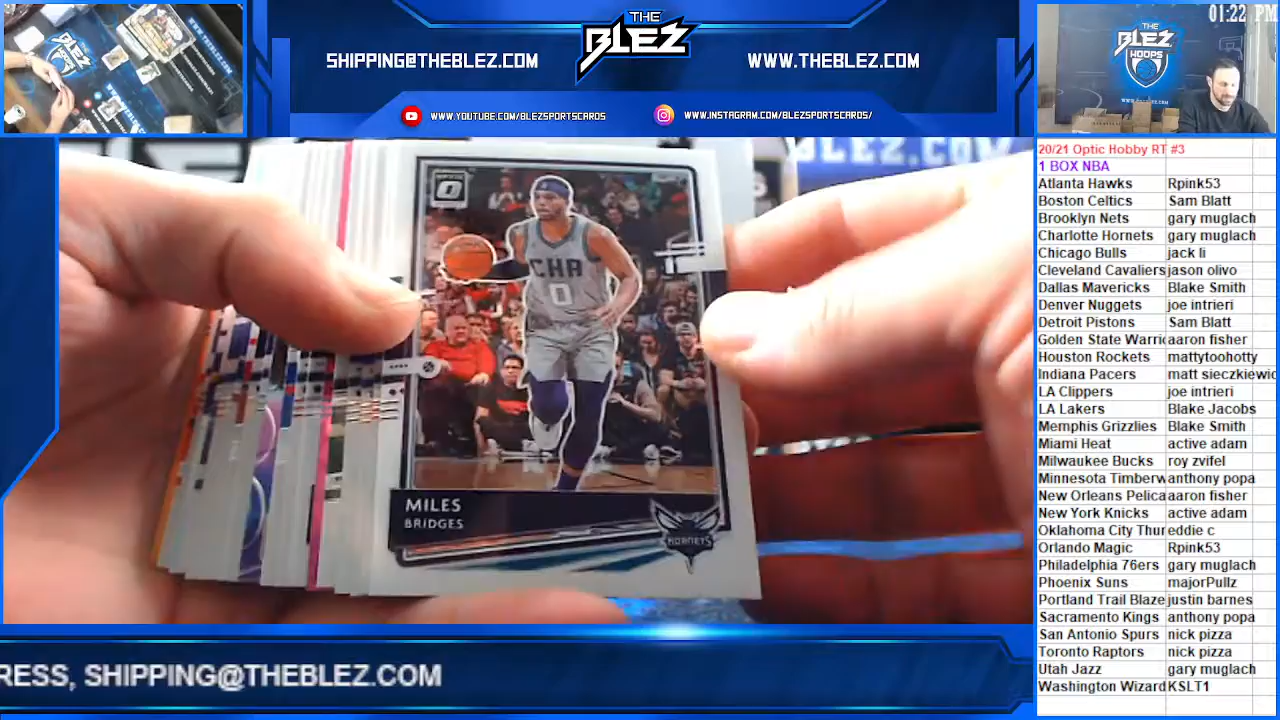 THE
BLEZ
SHIPPING@THEBLEZ.COM
WWW.THEBLEZ.COM
WWW.YOUTUBE.COM/BLEZSPORTSCARDS
WWW.INSTAGRAM.COM/BLEZSPORTSCARDS/
01:22 PM
THE
BLEZ
HOOPS
BLEZ.COM
CHA
0
MILES
BRIDGES
HORNETS
RESS, SHIPPING@THEBLEZ.COM
20/21 Optic Hobby RT #3
1 BOX NBA
Atlanta Hawks Rpink53
Boston Celtics Sam Blatt
Brooklyn Nets gary muglach
Charlotte Hornets gary muglach
Chicago Bulls jack li
Cleveland Cavaliers jason olivo
Dallas Mavericks Blake Smith
Denver Nuggets joe intrieri
Detroit Pistons Sam Blatt
Golden State Warri aaron fisher
Houston Rockets mattytoohotty
Indiana Pacers matt sieczkiewic
LA Clippers joe intrieri
LA Lakers Blake Jacobs
Memphis Grizzlies Blake Smith
Miami Heat active adam
Milwaukee Bucks roy zvifel
Minnesota Timberw anthony popa
New Orleans Pelica aaron fisher
New York Knicks active adam
Oklahoma City Thur eddie c
Orlando Magic Rpink53
Philadelphia 76ers gary muglach
Phoenix Suns majorPullz
Portland Trail Blaze justin barnes
Sacramento Kings anthony popa
San Antonio Spurs nick pizza
Toronto Raptors nick pizza
Utah Jazz gary muglach
Washington Wizard KSLT1